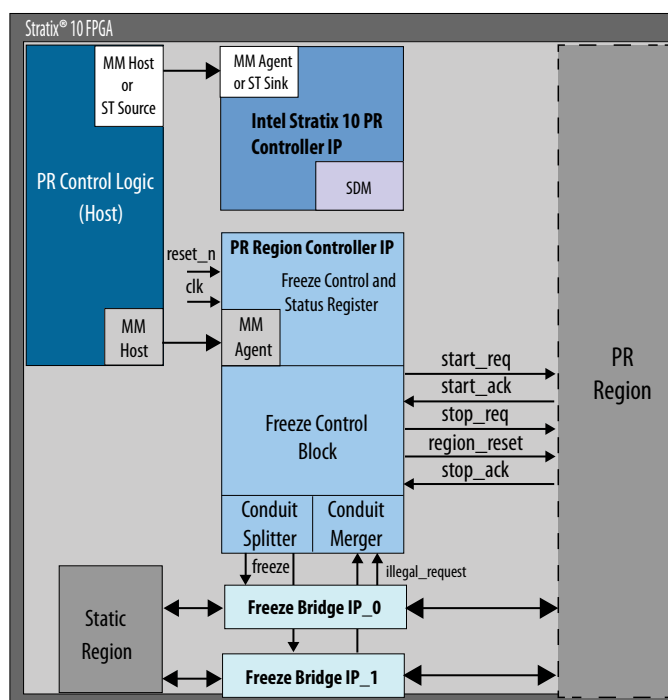 Stratix® 10 FPGA
MM Host
or
ST Source
MM Agent
or ST Sink
Intel Stratix 10 PR
Controller IP
SDM
PR Control Logic
(Host)
PR Region Controller IP
reset_n
Freeze Control and
Status Register
clk
MM
Host
MM
Agent
start_req
start_ack
stop_req
region_reset
stop_ack
PR
Region
Freeze Control
Block
Conduit
Splitter
Conduit
Merger
freeze
illegal_request
Static
Region
Freeze Bridge IP_0
Freeze Bridge IP_1